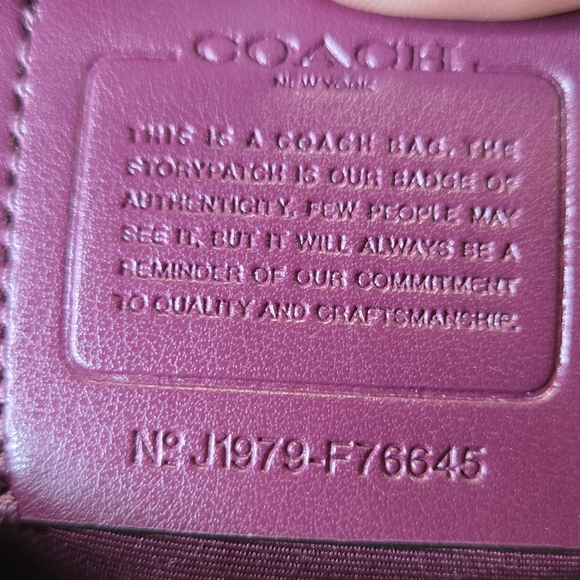 COACH
NEW YORK
THIS IS A COACH BAG. THE
STORYPATCH IS OUR BADGE OF
AUTHENTICITY. FEW PEOPLE MAY
SEE IT, BUT IT WILL ALWAYS BE A
REMINDER OF OUR COMMITMENT
TO QUALITY AND CRAFTSMANSHIP.
Nº J1979-F76645